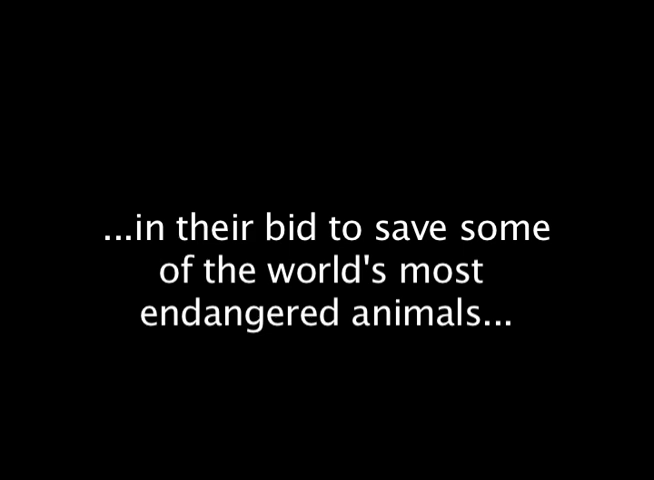 ...in their bid to save some
of the world's most
endangered animals...